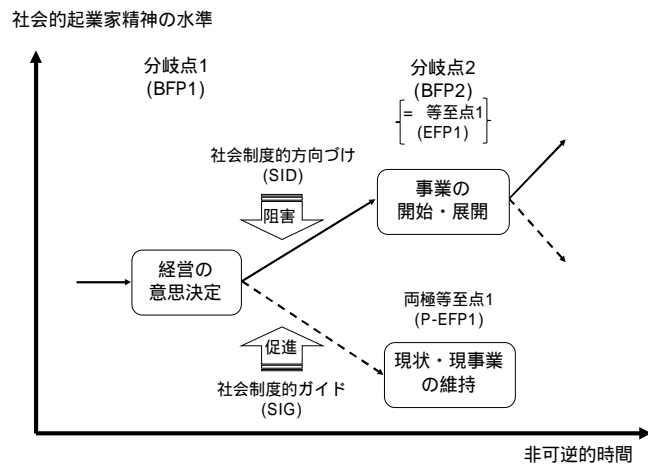 社会的起業家精神の水準
分岐点1
(BFP1)
分岐点2
(BFP2)
= 等至点1
(EFP1)
社会制度的方向づけ
(SID)
阻害
事業の
開始・展開
経営の
意思決定
両極等至点1
(P-EFP1)
促進
現状・現事業
の維持
社会制度的ガイド
(SIG)
非可逆的時間